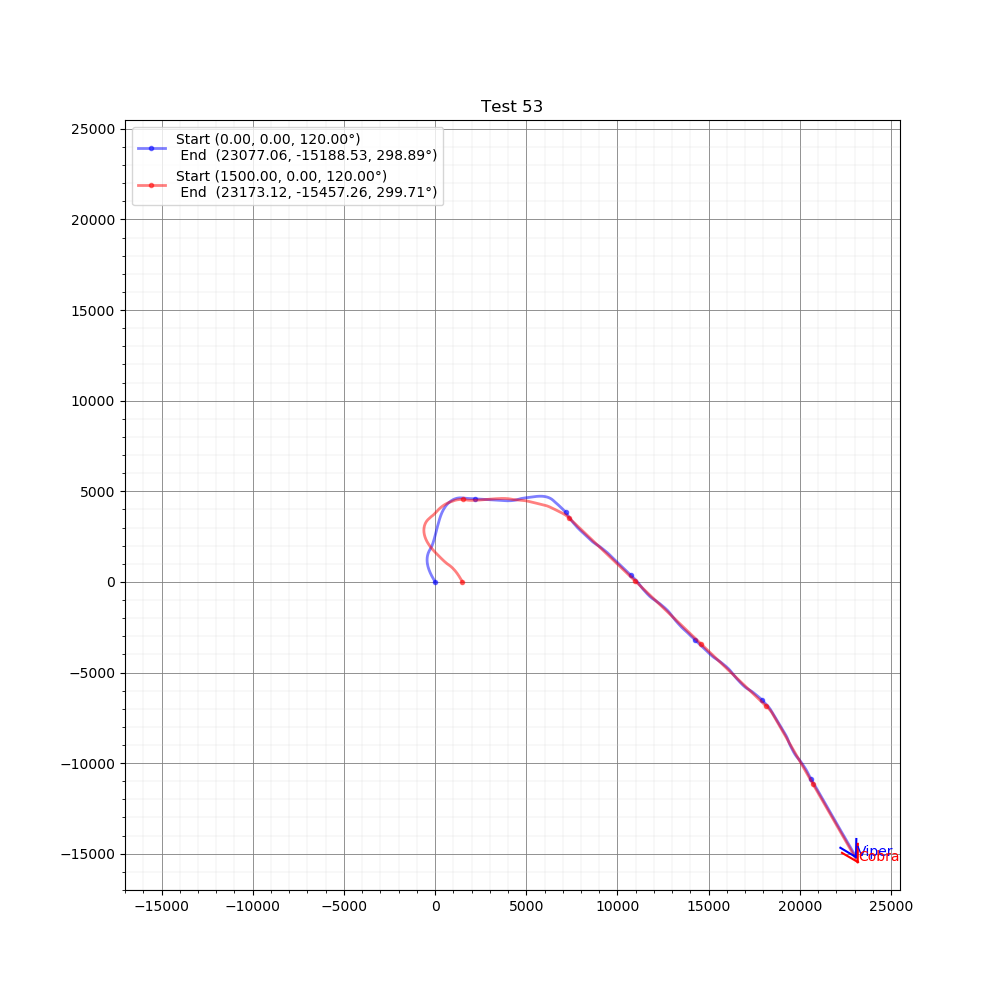 Test 53
Start (0.00, 0.00, 120.00°)
End (23077.06, -15188.53, 298.89°)
Start (1500.00, 0.00, 120.00°)
End (23173.12, -15457.26, 299.71°)
25000
20000
15000
10000
5000
0
−5000
−10000
−15000
Viper
Cobra
−15000 −10000 −5000 0 5000 10000 15000 20000 25000